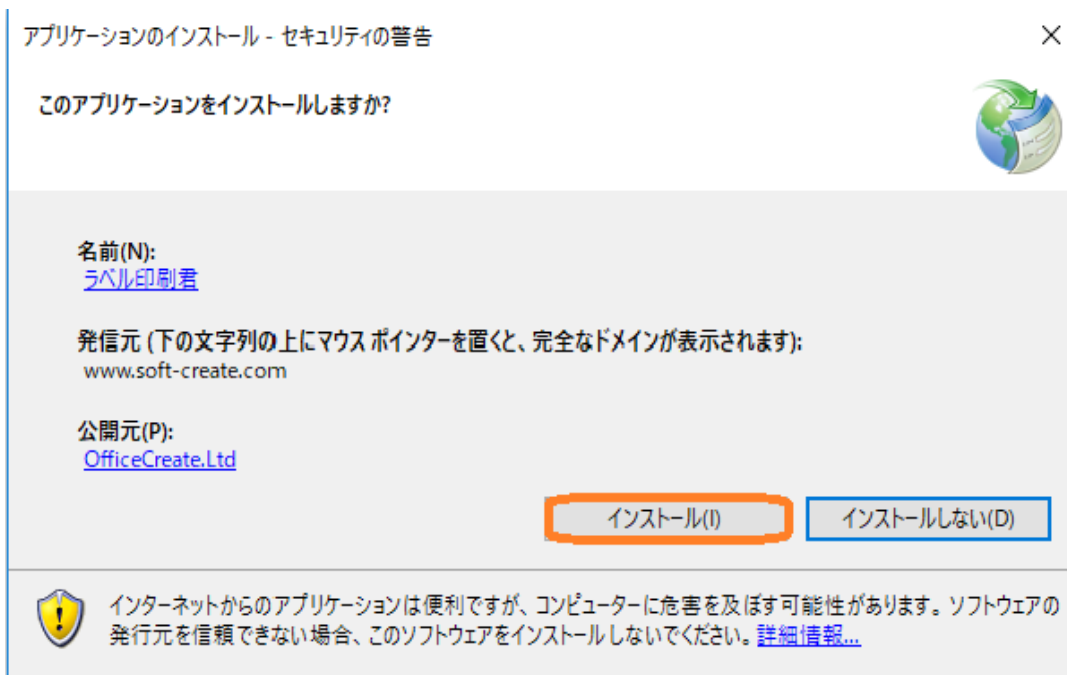 アプリケーションのインストール - セキュリティの警告
このアプリケーションをインストールしますか?
名前(N):
ラベル印刷君
発信元 (下の文字列の上にマウス ポインターを置くと、完全なドメインが表示されます):
www.soft-create.com
公開元(P):
OfficeCreate.Ltd
インストール(I) インストールしない(D)
インターネットからのアプリケーションは便利ですが、コンピューターに危害を及ぼす可能性があります。ソフトウェアの
発行元を信頼できない場合、このソフトウェアをインストールしないでください。詳細情報...